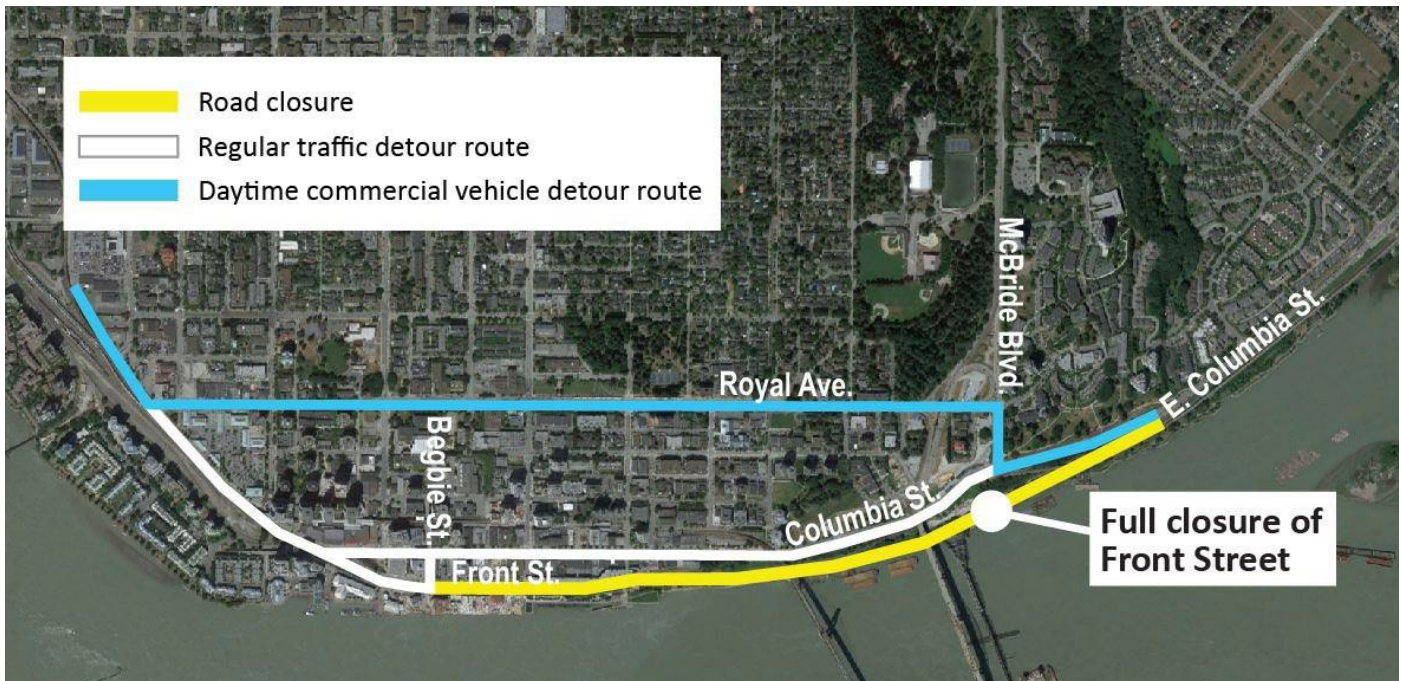 Road closure
Regular traffic detour route
Daytime commercial vehicle detour route
McBride Blvd.
E. Columbia St.
Royal Ave.
Begbie St.
Columbia St.
Front St.
Full closure of
Front Street